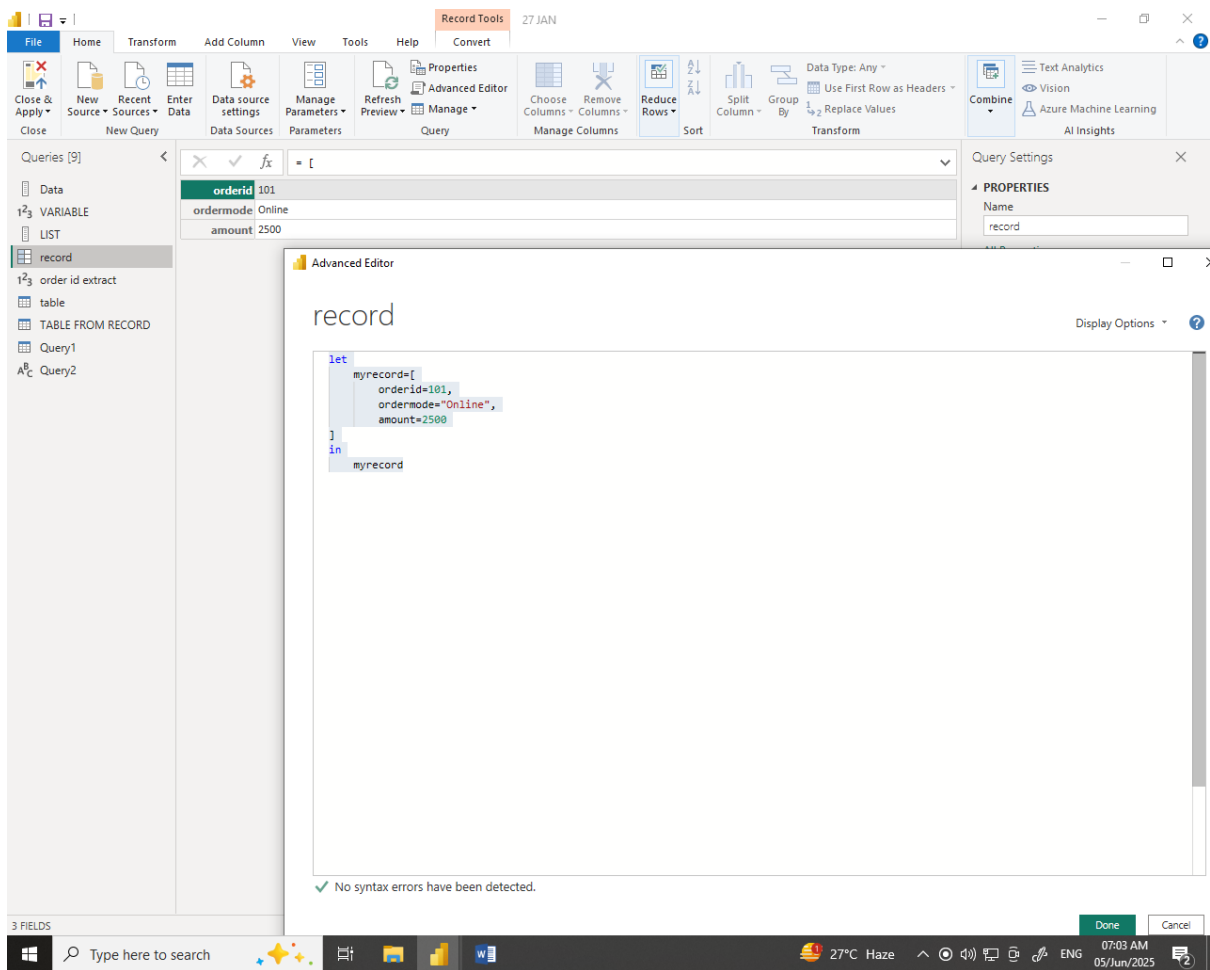 Record Tools
27 JAN
File
Home
Transform
Add Column
View
Tools
Help
Convert
Close & Apply
New Source
Recent Sources
Enter Data
Data source settings
Manage Parameters
Refresh Preview
Properties
Advanced Editor
Manage
Choose Columns
Remove Columns
Reduce Rows
Split Column
Group By
Data Type: Any
Use First Row as Headers
Replace Values
Combine
Text Analytics
Vision
Azure Machine Learning
Close
New Query
Data Sources
Parameters
Query
Manage Columns
Sort
Transform
AI Insights
Queries [9]
Data
VARIABLE
LIST
record
order id extract
table
TABLE FROM RECORD
Query1
Query2
fx
= [
orderid 101
ordermode Online
amount 2500
Query Settings
PROPERTIES
Name
record
Advanced Editor
record
Display Options
let
myrecord=[
orderid=101,
ordermode="Online",
amount=2500
]
in
myrecord
No syntax errors have been detected.
Done
Cancel
3 FIELDS
Type here to search
27°C Haze
ENG
07:03 AM
05/Jun/2025